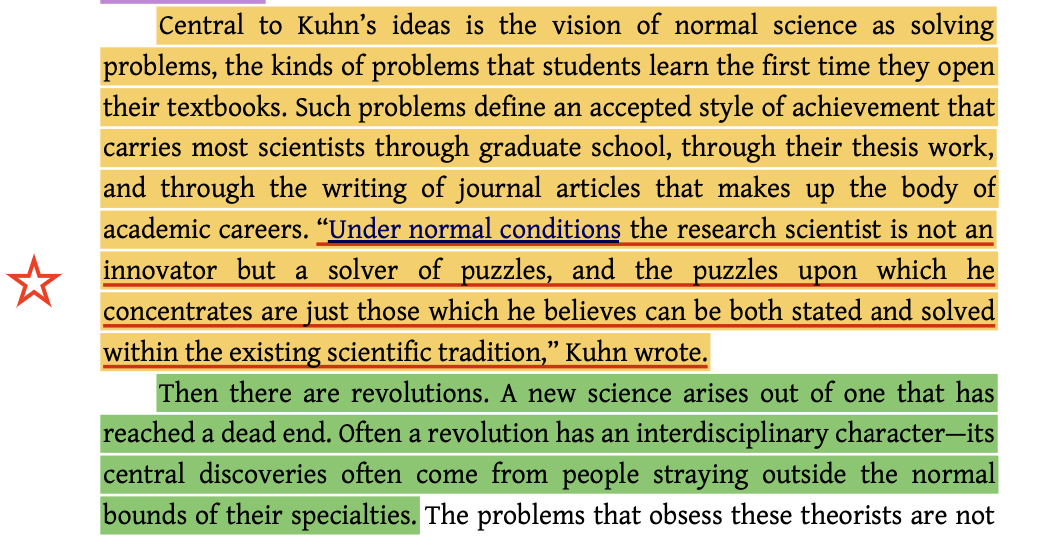 Central to Kuhn’s ideas is the vision of normal science as solving
problems, the kinds of problems that students learn the first time they open
their textbooks. Such problems define an accepted style of achievement that
carries most scientists through graduate school, through their thesis work,
and through the writing of journal articles that makes up the body of
academic careers. “Under normal conditions the research scientist is not an
innovator but a solver of puzzles, and the puzzles upon which he
concentrates are just those which he believes can be both stated and solved
within the existing scientific tradition,” Kuhn wrote.
Then there are revolutions. A new science arises out of one that has
reached a dead end. Often a revolution has an interdisciplinary character—its
central discoveries often come from people straying outside the normal
bounds of their specialties. The problems that obsess these theorists are not